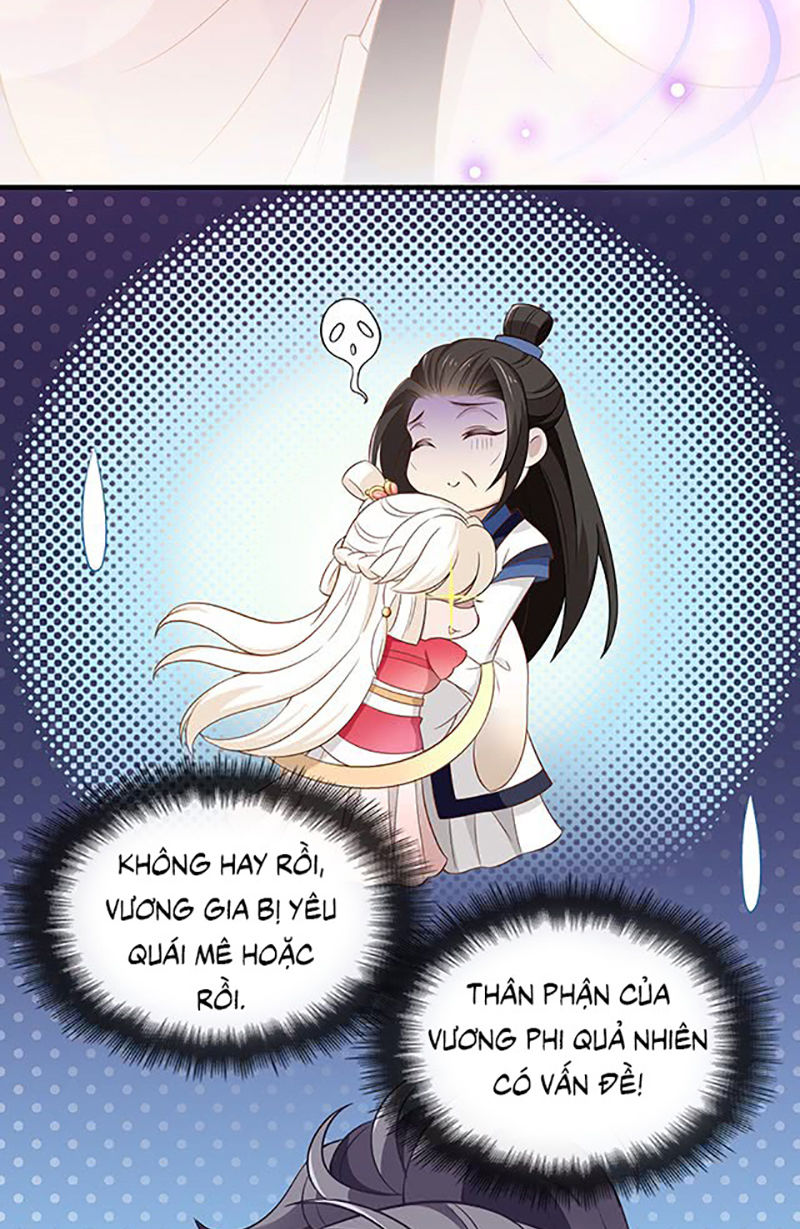 KHÔNG HAY RỒI,
VƯƠNG GIA BỊ YÊU
QUÁI MÊ HOẶC
RỒI.
THÂN PHẬN CỦA
VƯƠNG PHI QUẢ NHIÊN
CÓ VẤN ĐỀ!